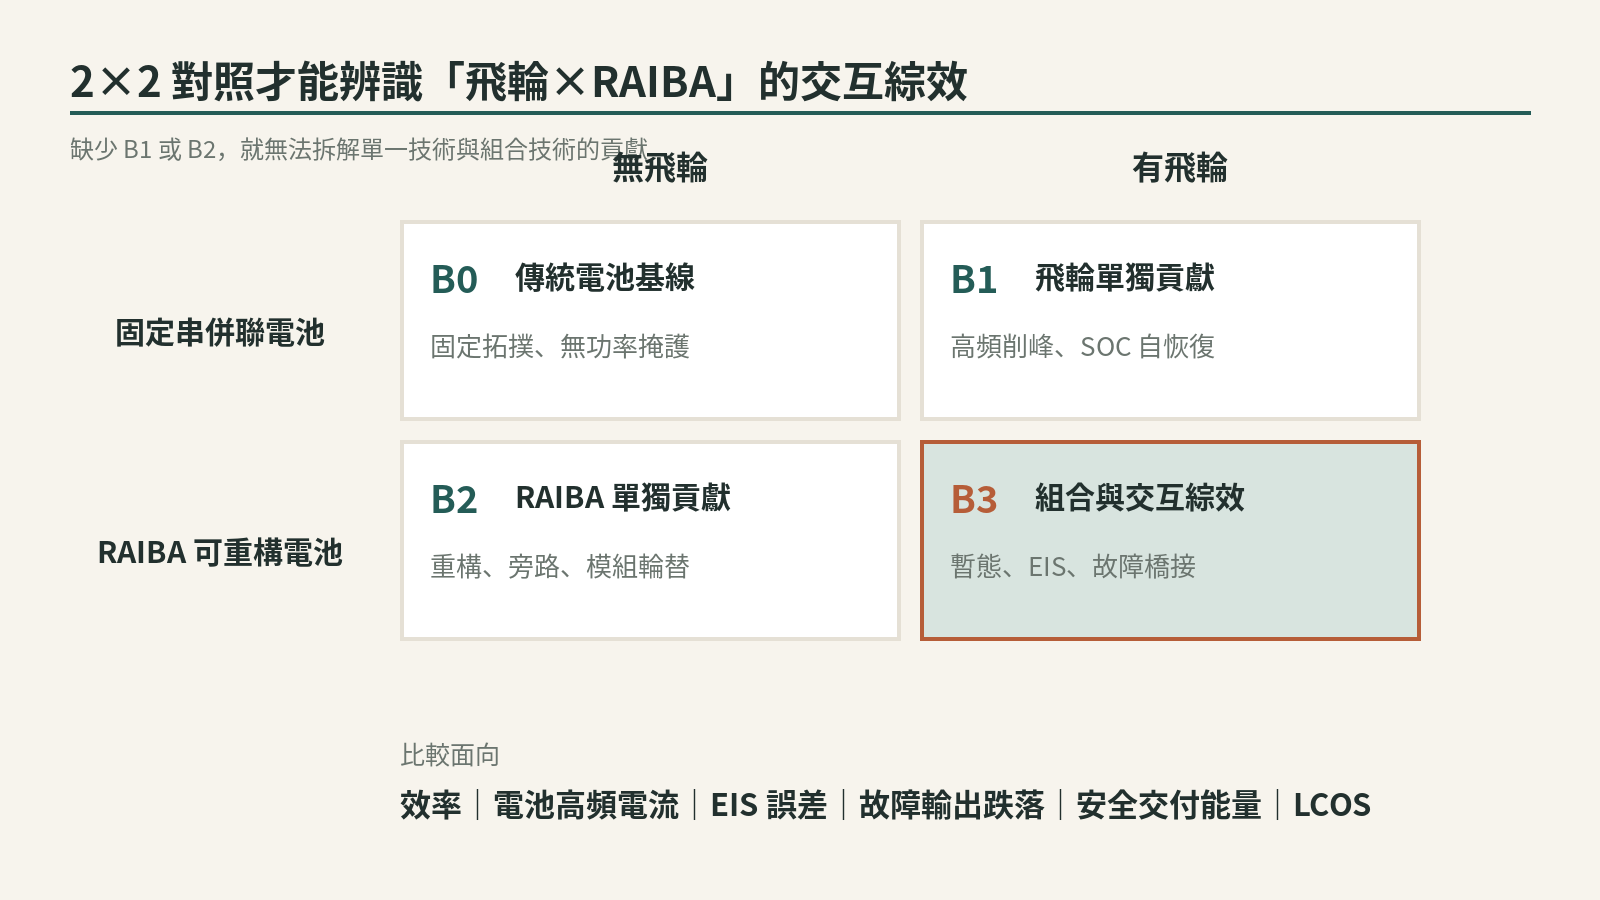 2×2 對照才能辨識「飛輪×RAIBA」的交互綜效
缺少 B1 或 B2，就無法拆解單一技術與組合技術的貢獻
無飛輪
有飛輪
固定串併聯電池
B0 傳統電池基線
固定拓撲、無功率掩護
B1 飛輪單獨貢獻
高頻削峰、SOC 自恢復
RAIBA 可重構電池
B2 RAIBA 單獨貢獻
重構、旁路、模組輪替
B3 組合與交互綜效
暫態、EIS、故障橋接
比較面向
效率｜電池高頻電流｜EIS 誤差｜故障輸出跌落｜安全交付能量｜LCOS